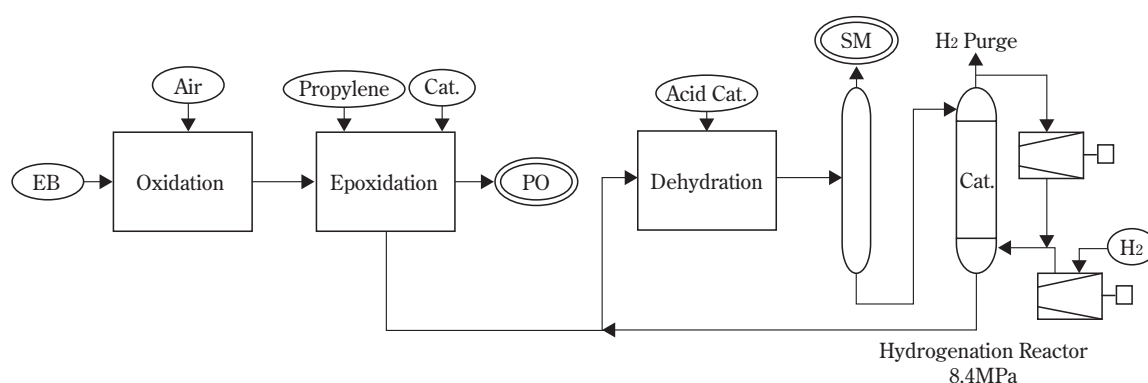 SM
H2 Purge
Air
Propylene
Cat.
Acid Cat.
EB
Oxidation
Epoxidation
PO
Dehydration
Cat.
H2
Hydrogenation Reactor
8.4MPa